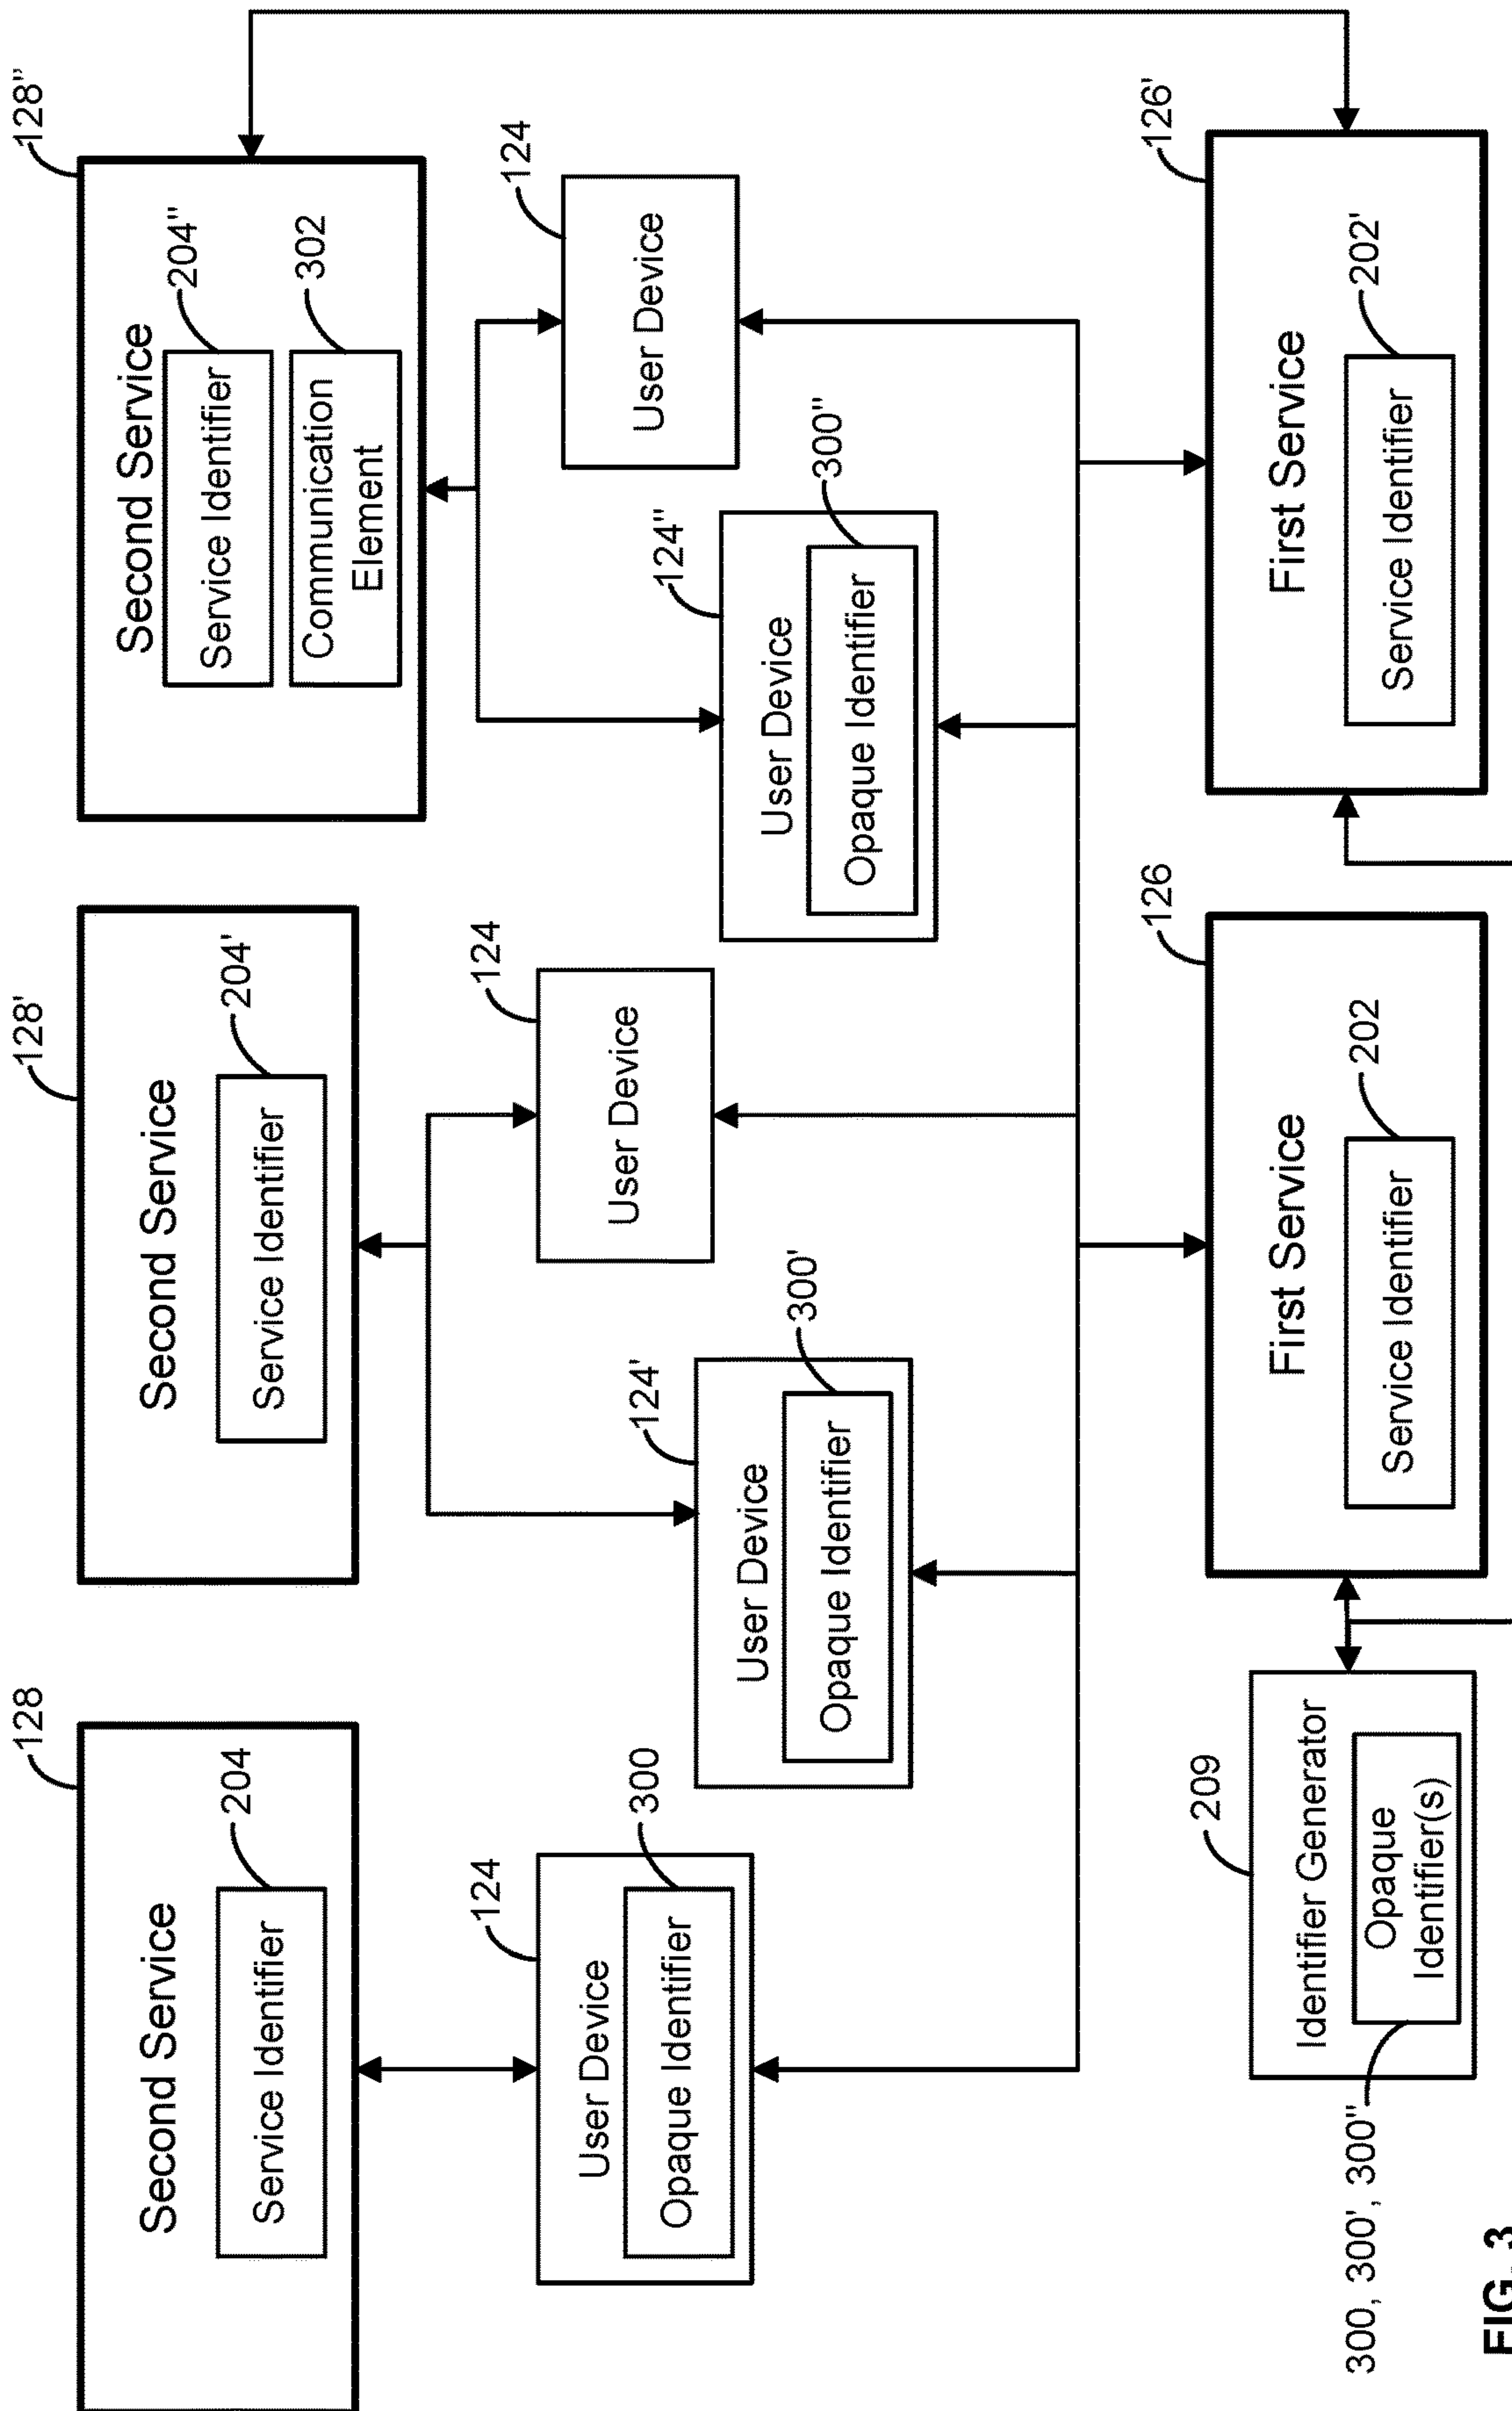 128
Second Service
204
Service Identifier
128'
Second Service
204'
Service Identifier
128"
Second Service
204"
Service Identifier
302
Communication
Element
124
User Device
300
Opaque Identifier
124'
User Device
300'
Opaque Identifier
124
User Device
124"
User Device
300"
Opaque Identifier
124
User Device
209
Identifier Generator
Opaque
Identifier(s)
300, 300', 300"
126
First Service
202
Service Identifier
126'
First Service
202'
Service Identifier
FIG. 3